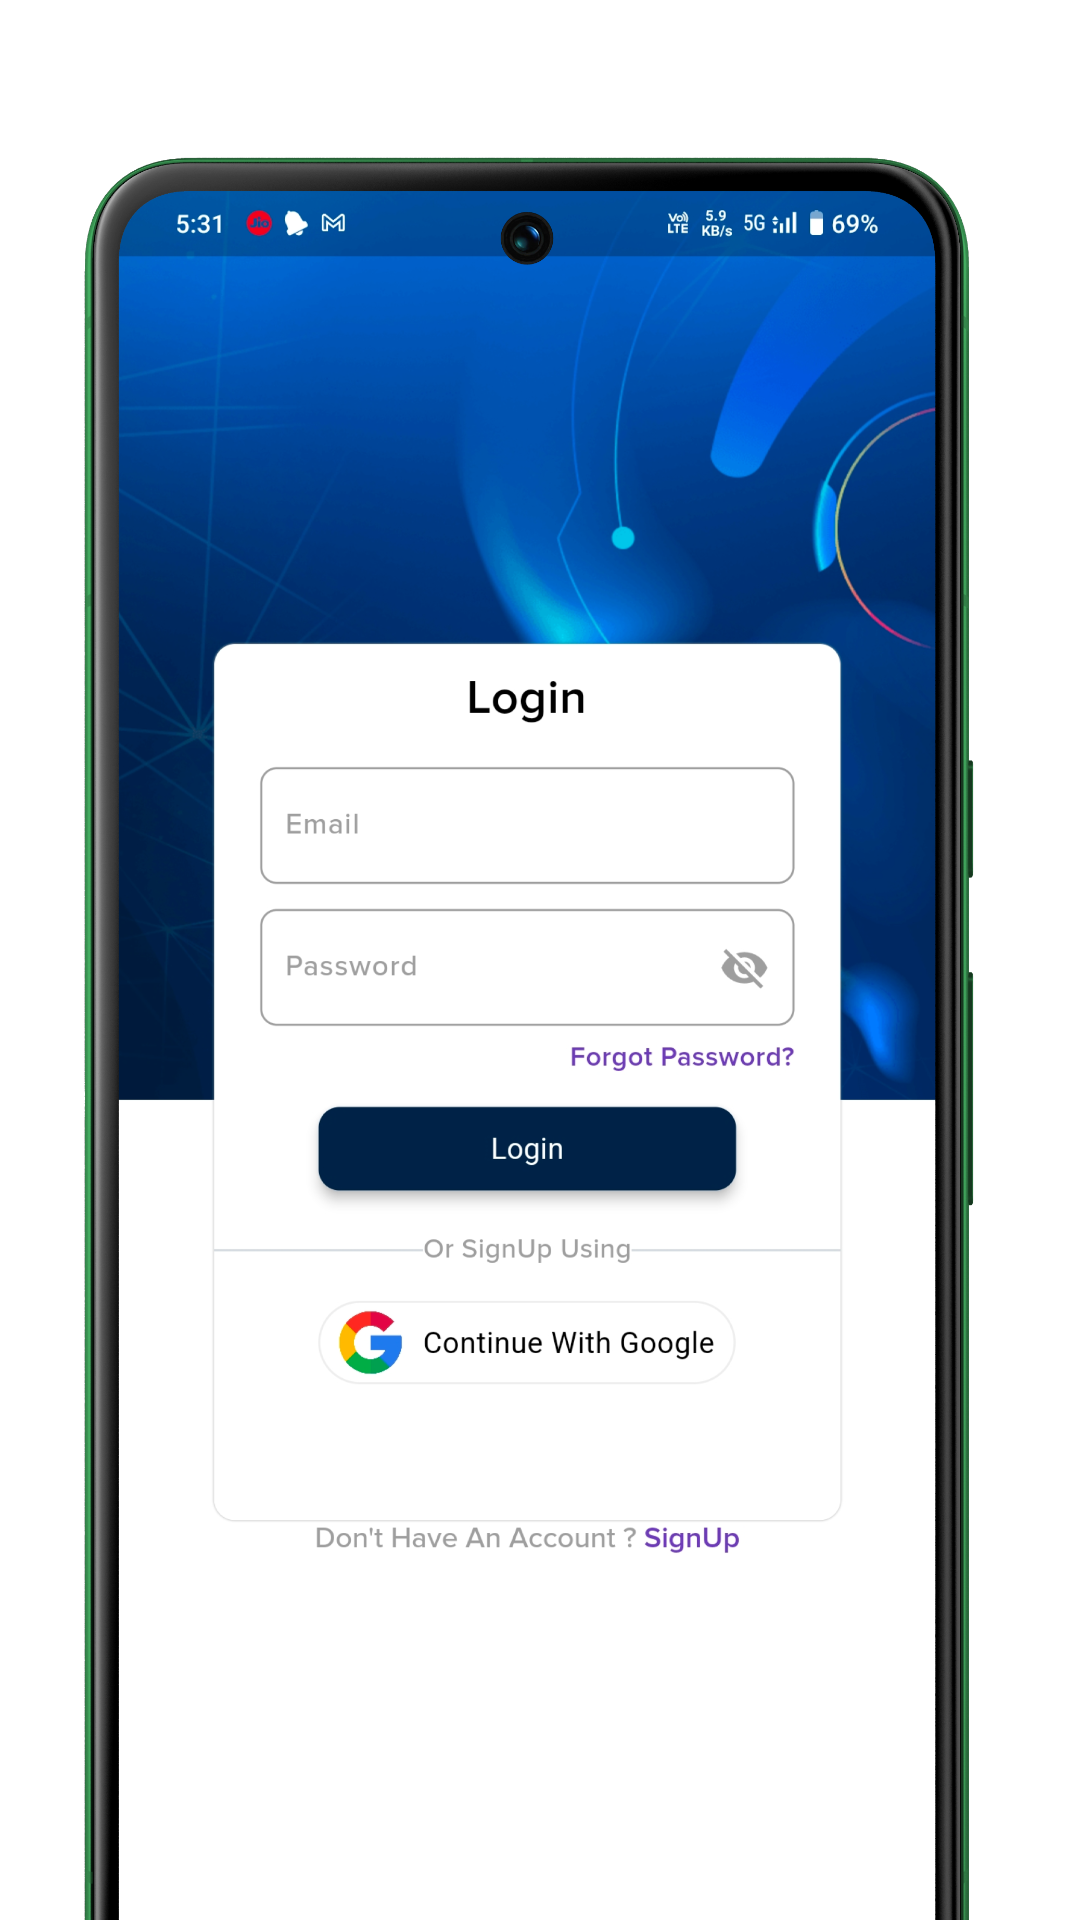 5:31 Jio Vo) LTE 5.9 KB/s 5G 69%
Login
Email
Password
Forgot Password?
Login
Or SignUp Using
Continue With Google
Don't Have An Account ? SignUp